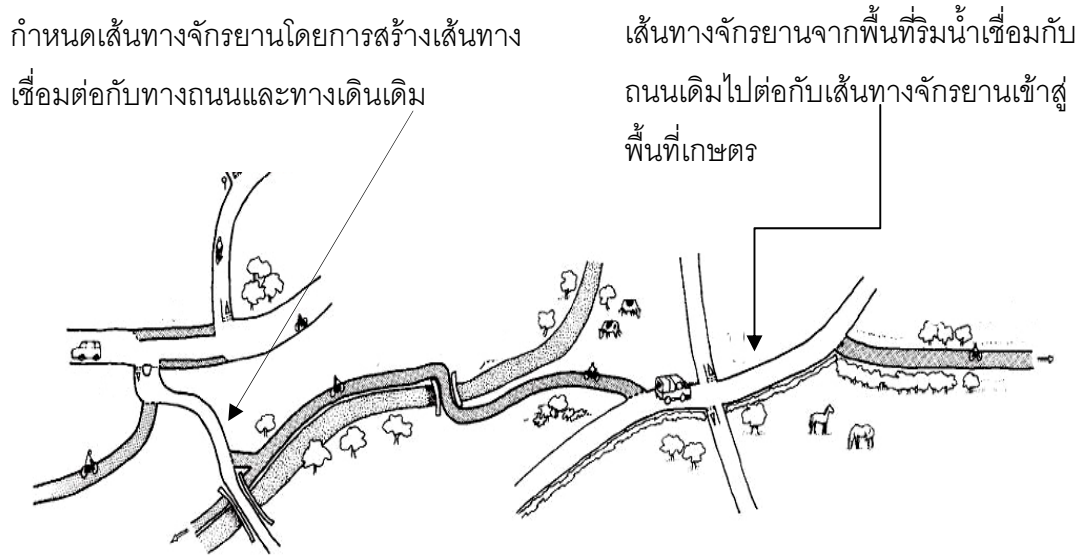 กำหนดเส้นทางจักรยานโดยการสร้างเส้นทาง
เชื่อมต่อกับทางถนนและทางเดินเดิม
เส้นทางจักรยานจากพื้นที่ริมน้ำเชื่อมกับ
ถนนเดิมไปต่อกับเส้นทางจักรยานเข้าสู่
พื้นที่เกษตร